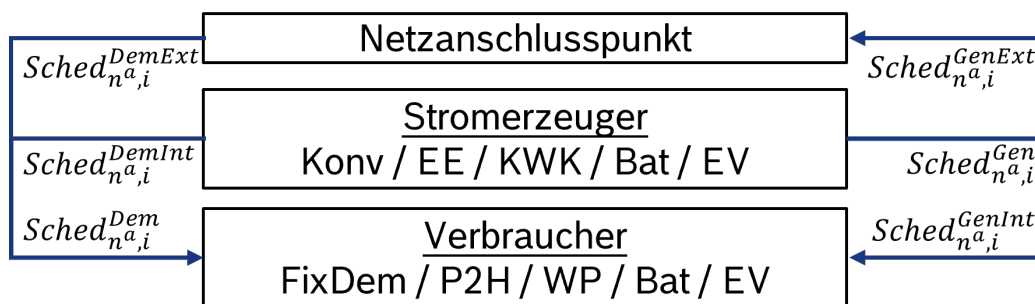 Netzanschlusspunkt
Sched_{n^a,i}^{DemExt}
Sched_{n^a,i}^{GenExt}
Stromerzeuger
Konv / EE / KWK / Bat / EV
Sched_{n^a,i}^{DemInt}
Sched_{n^a,i}^{Gen}
Sched_{n^a,i}^{Dem}
Sched_{n^a,i}^{GenInt}
Verbraucher
FixDem / P2H / WP / Bat / EV